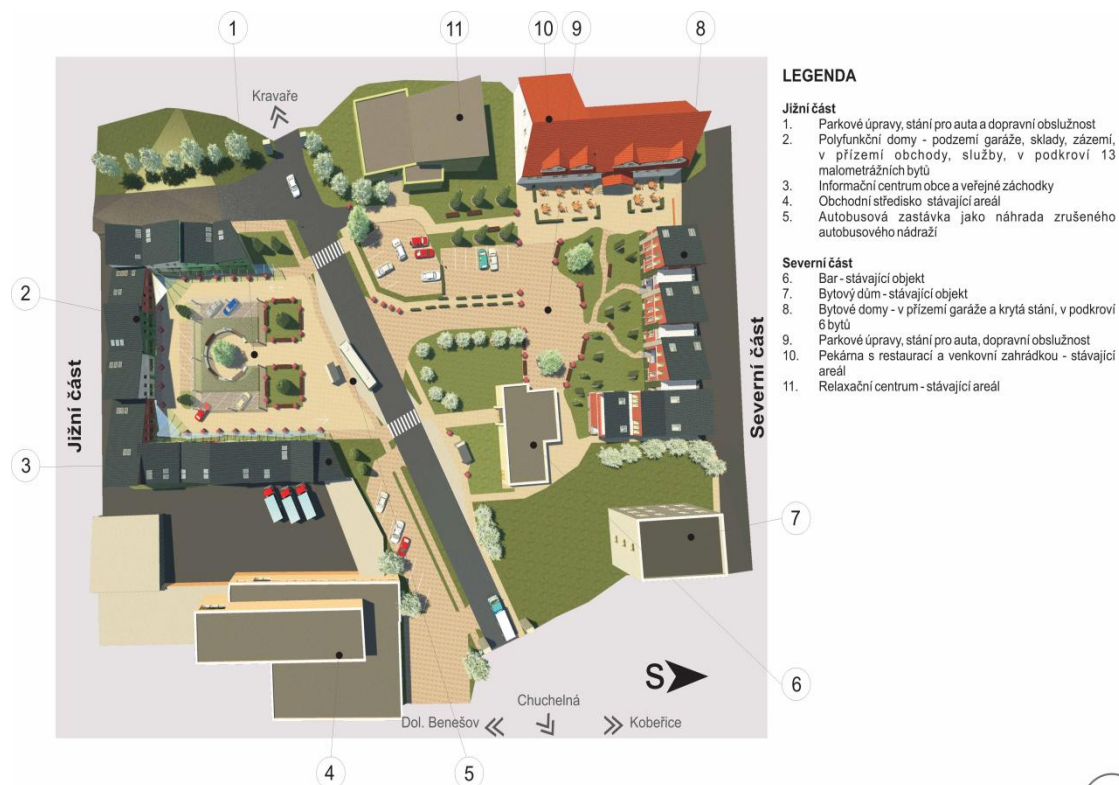 1
11
10
9
8
Kravaře
2
Jižní část
3
Severní část
7
S
6
Chuchelná
Dol. Benešov
Kobeřice
4
5
LEGENDA
Jižní část
1. Parkové úpravy, stání pro auta a dopravní obslužnost
2. Polyfunkční domy - podzemí garáže, sklady, zázemí,
v přízemí obchody, služby, v podkroví 13
malometrážních bytů
3. Informační centrum obce a veřejné záchodky
4. Obchodní středisko stávající areál
5. Autobusová zastávka jako náhrada zrušeného
autobusového nádraží
Severní část
6. Bar - stávající objekt
7. Bytový dům - stávající objekt
8. Bytové domy - v přízemí garáže a krytá stání, v podkroví
6 bytů
9. Parkové úpravy, stání pro auta, dopravní obslužnost
10. Pekárna s restaurací a venkovní zahrádkou - stávající
areál
11. Relaxační centrum - stávající areál